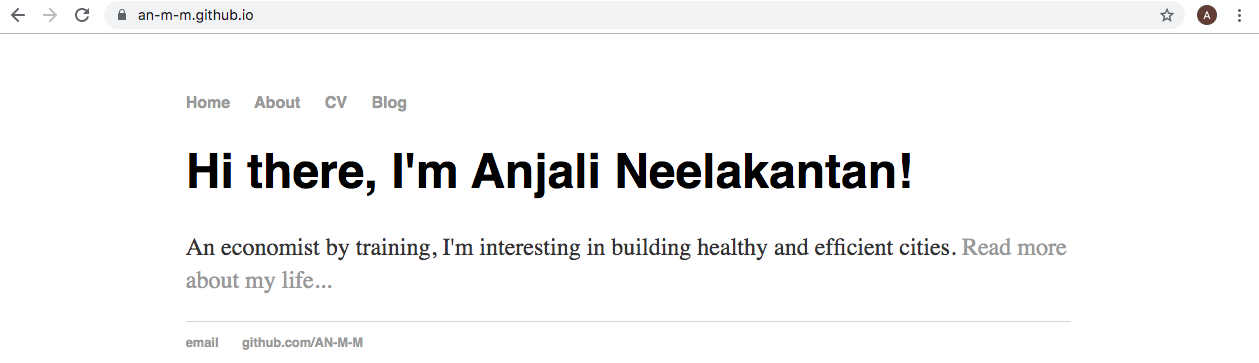 an-m-m.github.io
A
Home About CV Blog
Hi there, I'm Anjali Neelakantan!
An economist by training, I'm interesting in building healthy and efficient cities. Read more
about my life...
email github.com/AN-M-M